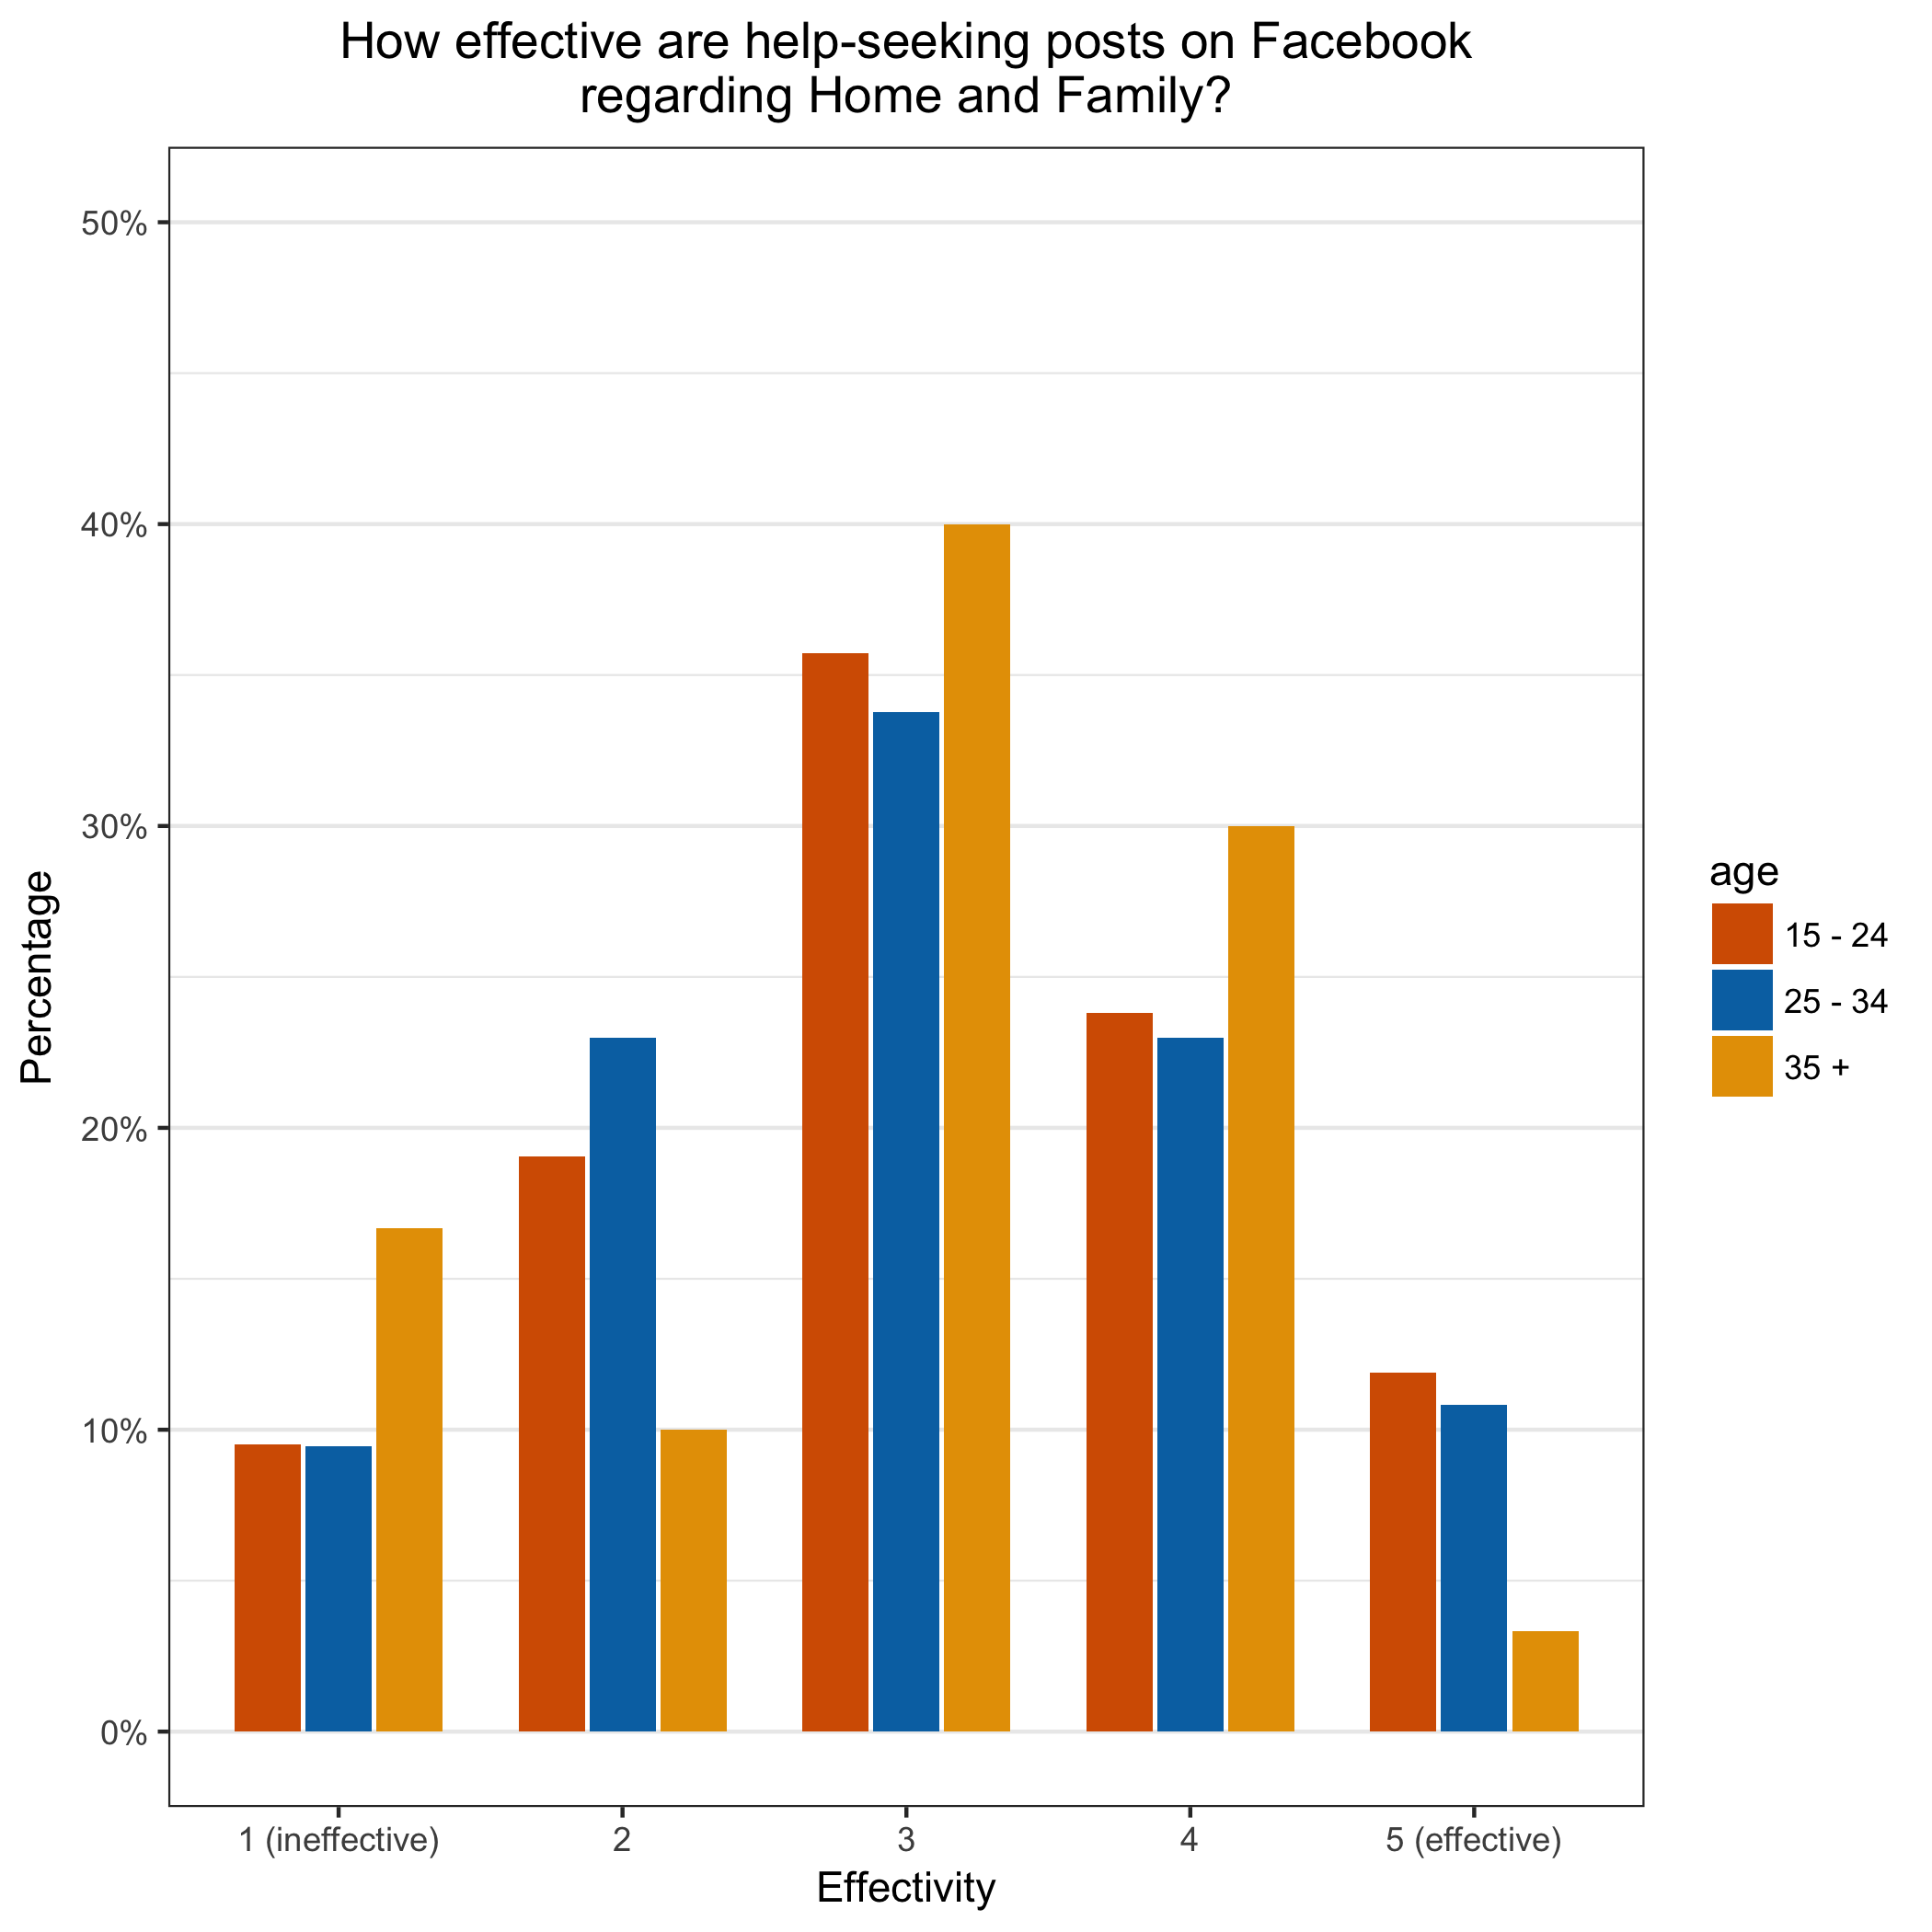 How effective are help-seeking posts on Facebook
regarding Home and Family?
50%
40%
30%
20%
10%
0%
Percentage
1 (ineffective)
2
3
4
5 (effective)
Effectivity
age
15 - 24
25 - 34
35 +